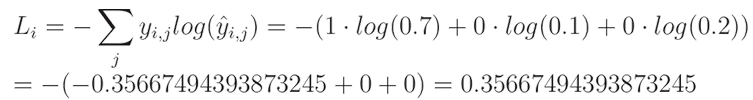 L_i = -\sum_j y_{i,j} log(\hat{y}_{i,j}) = -(1 \cdot log(0.7) + 0 \cdot log(0.1) + 0 \cdot log(0.2))
= -(-0.35667494393873245 + 0 + 0) = 0.35667494393873245